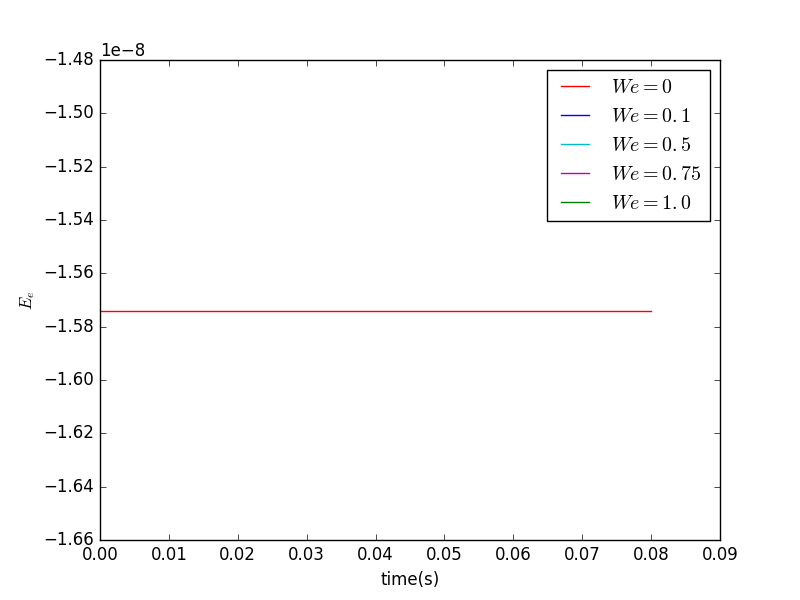 1e−8
−1.48
−1.50
−1.52
−1.54
−1.56
−1.58
−1.60
−1.62
−1.64
−1.66
E_e
We = 0
We = 0.1
We = 0.5
We = 0.75
We = 1.0
0.00 0.01 0.02 0.03 0.04 0.05 0.06 0.07 0.08 0.09
time(s)